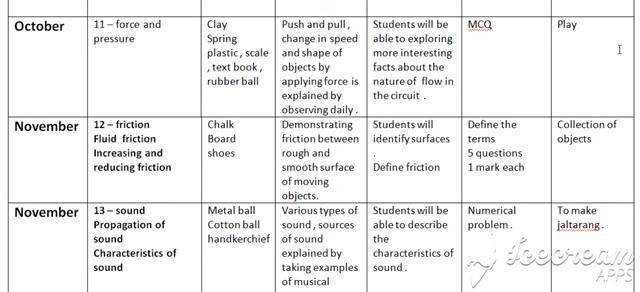 October
11 – force and
pressure
Clay
Spring
plastic , scale
, text book ,
rubber ball
Push and pull ,
change in speed
and shape of
objects by
applying force is
explained by
observing daily .
Students will be
able to exploring
more interesting
facts about the
nature of flow in
the circuit .
MCQ
Play
November
12 – friction
Fluid friction
Increasing and
reducing friction
Chalk
Board
shoes
Demonstrating
friction between
rough and
smooth surface
of moving
objects.
Students will
identify surfaces
.
Define friction
Define the
terms
5 questions
1 mark each
Collection of
objects
November
13 – sound
Propagation of
sound
Characteristics of
sound
Metal ball
Cotton ball
handkerchief
Various types of
sound , sources
of sound
explained by
taking examples
of musical
Students will be
able to describe
the
characteristics of
sound .
Numerical
problem .
To make
jaltarang .
Icecream
APPS